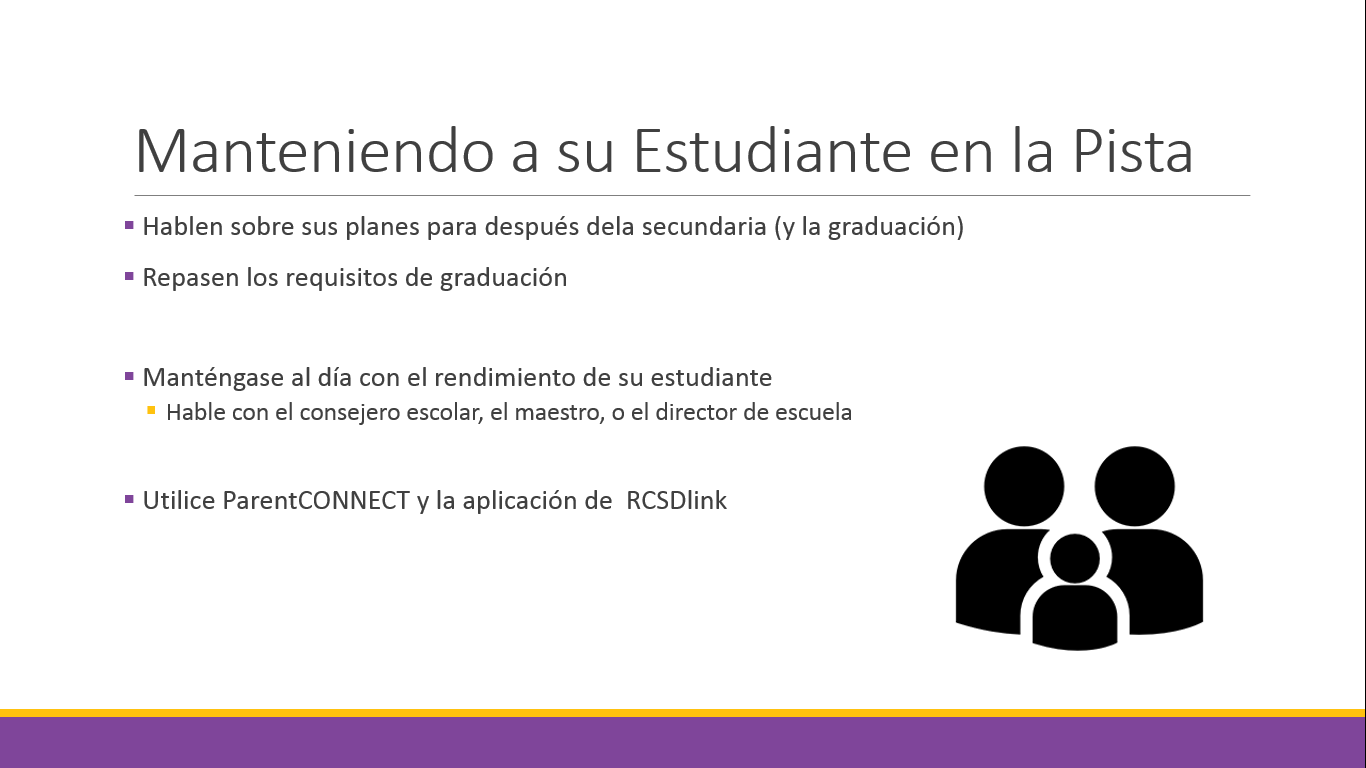 Manteniendo a su Estudiante en la Pista
▪ Hablen sobre sus planes para después dela secundaria (y la graduación)
▪ Repasen los requisitos de graduación
▪ Manténgase al día con el rendimiento de su estudiante
▪ Hable con el consejero escolar, el maestro, o el director de escuela
▪ Utilice ParentCONNECT y la aplicación de  RCSDlink